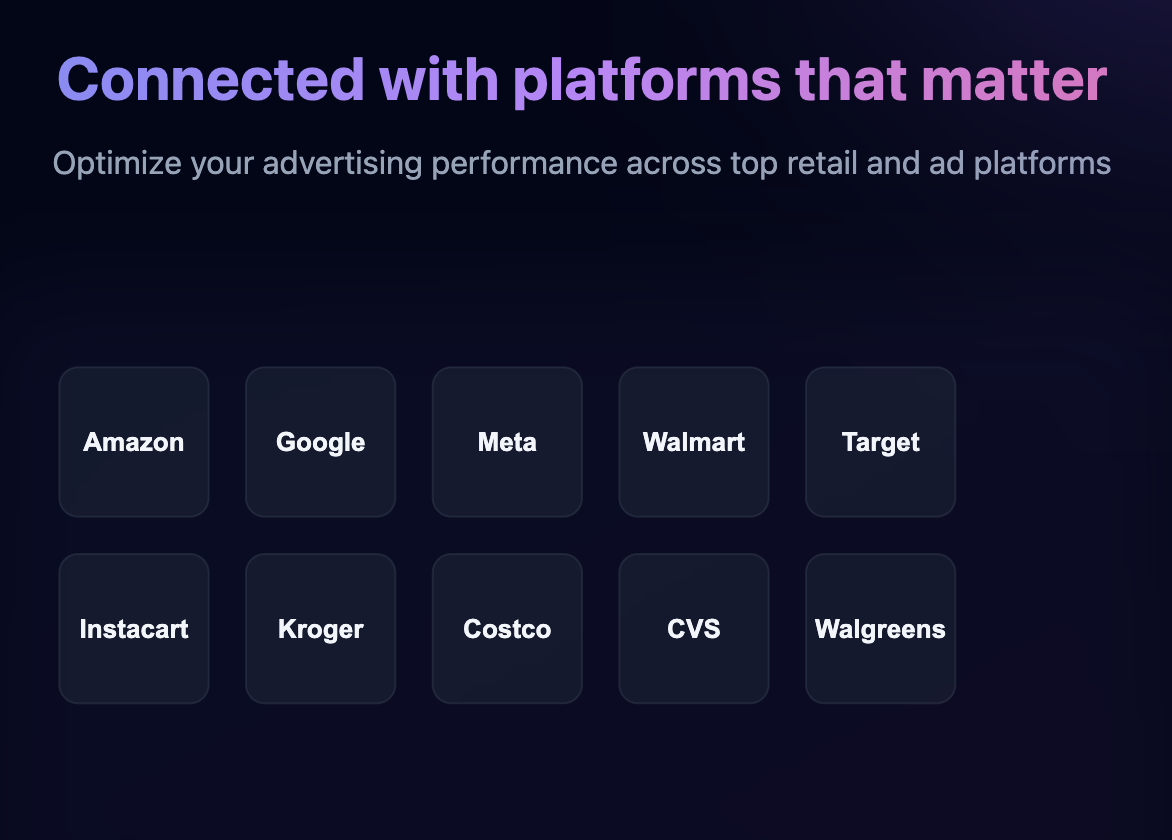 Connected with platforms that matter
Optimize your advertising performance across top retail and ad platforms
Amazon
Google
Meta
Walmart
Target
Instacart
Kroger
Costco
CVS
Walgreens